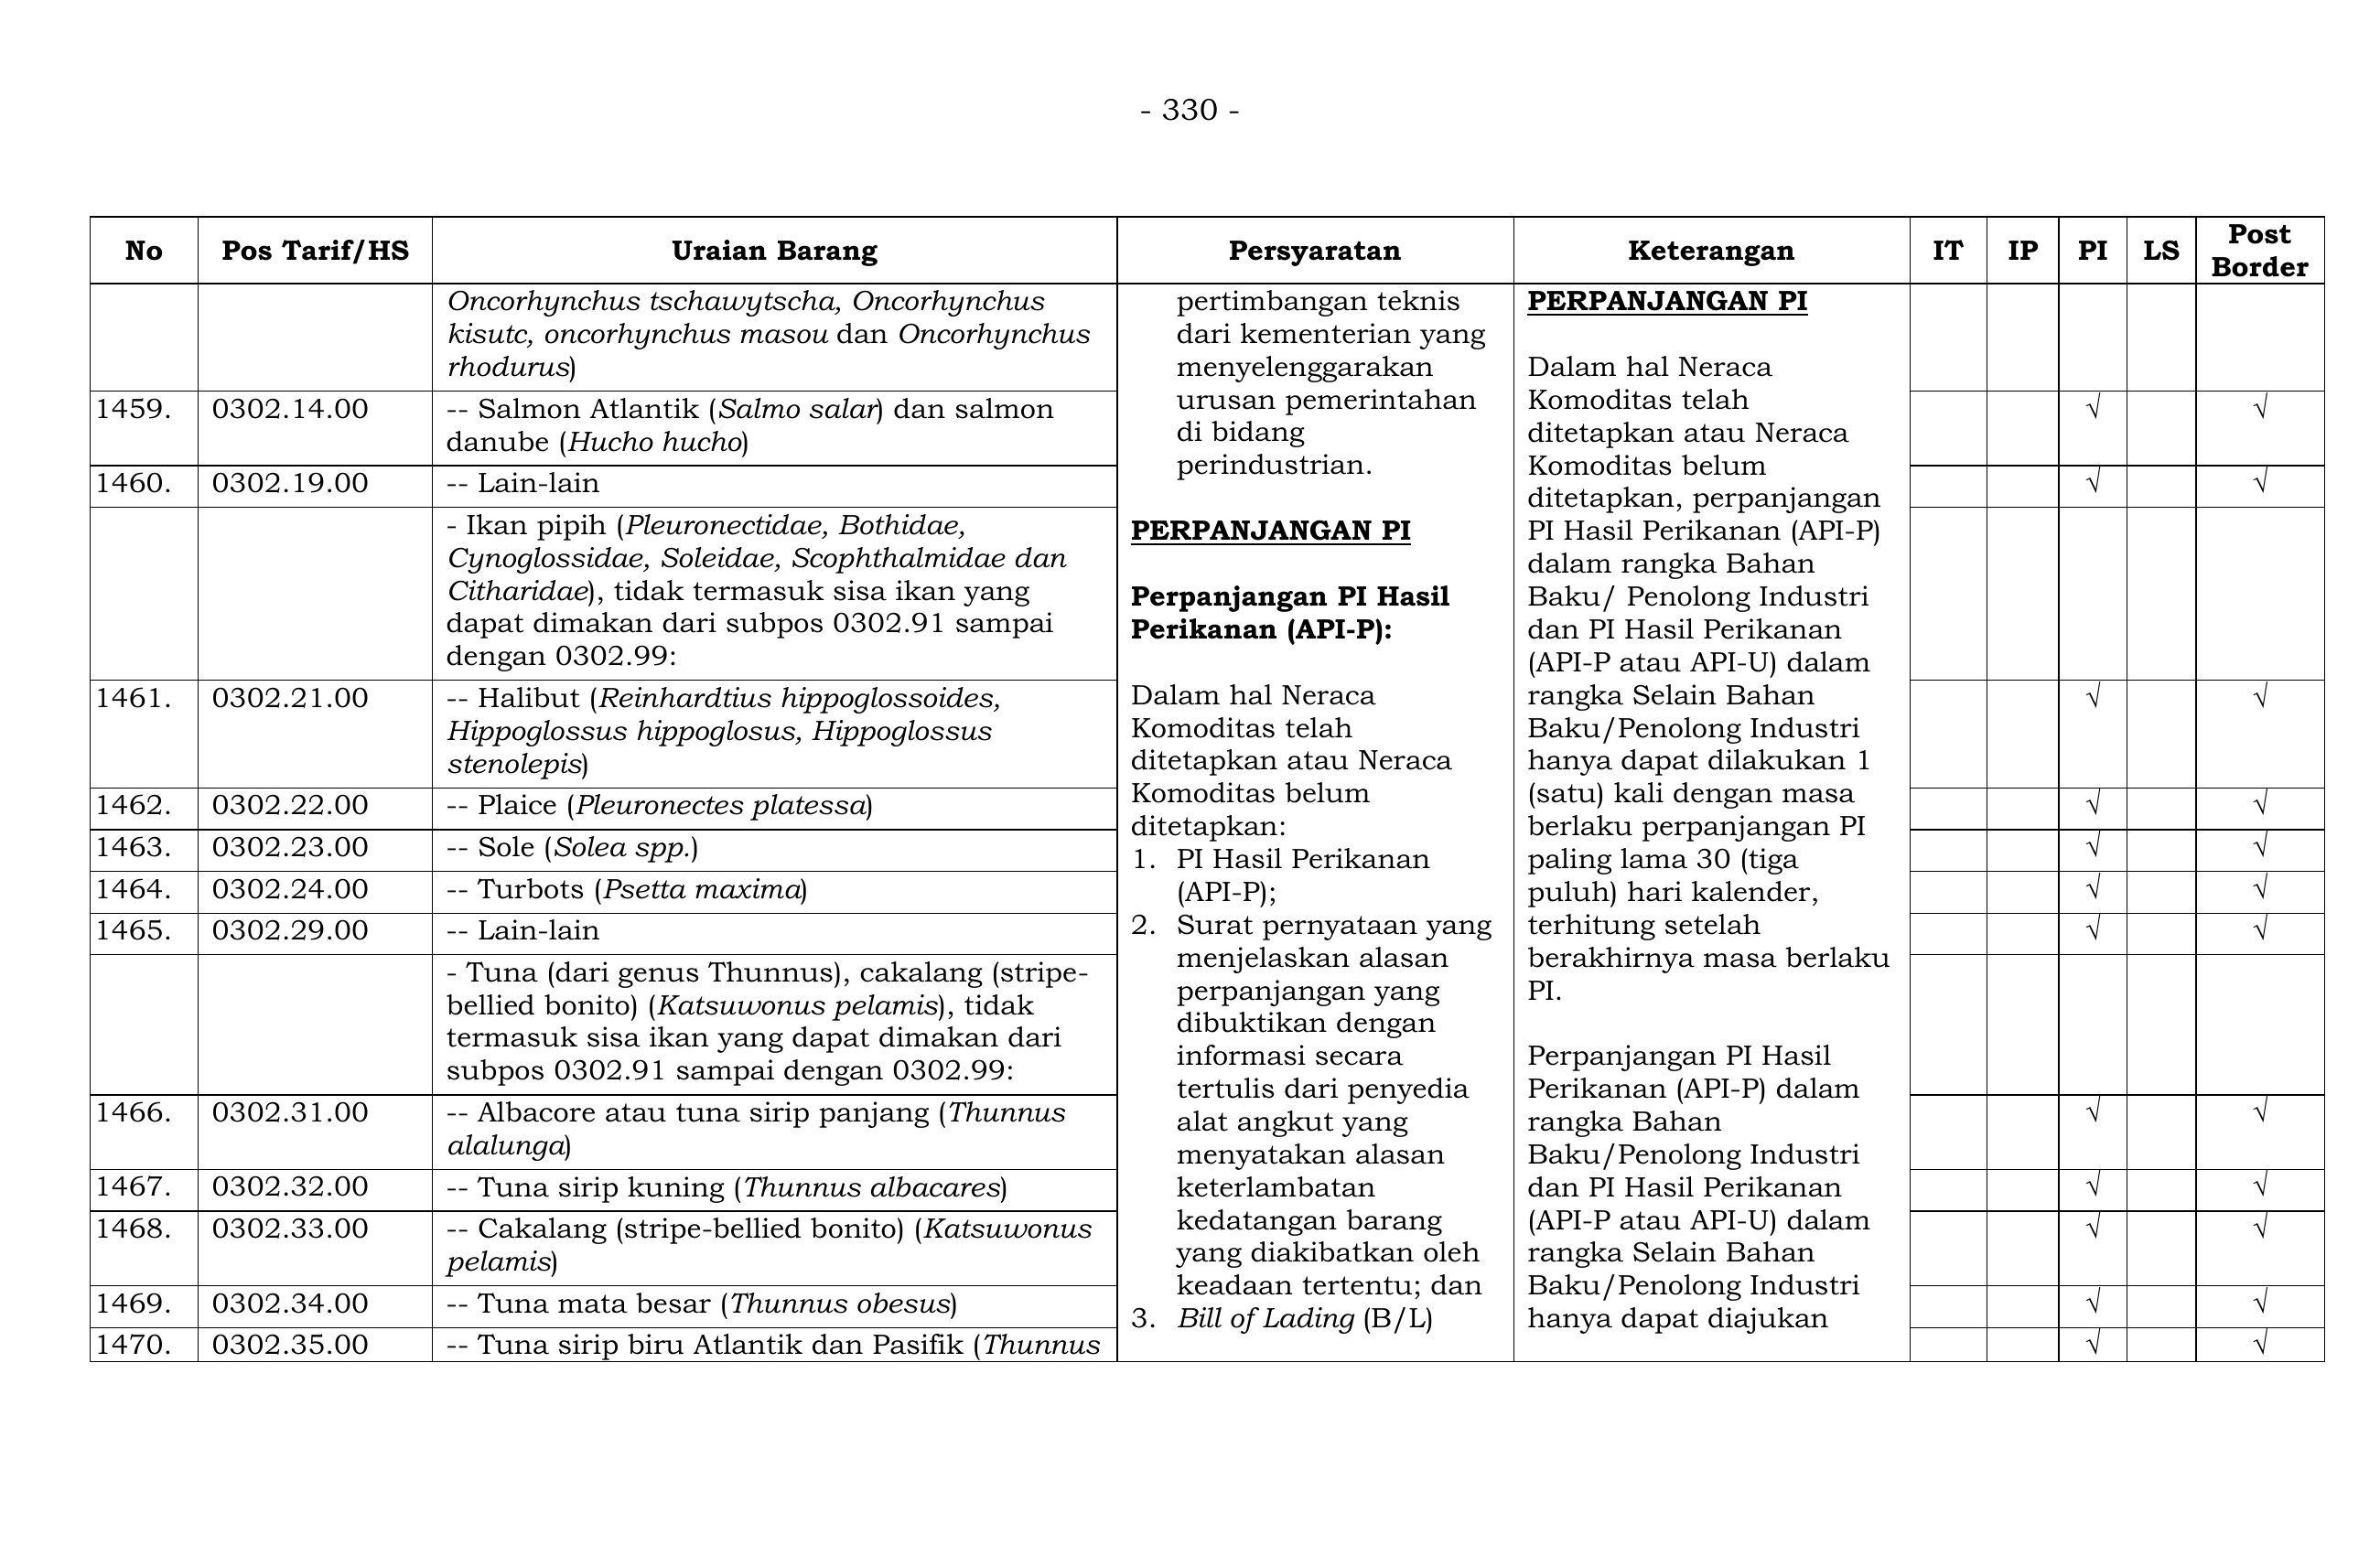 - 330 -
No Pos Tarif/HS Uraian Barang Persyaratan Keterangan IT IP PI LS Post Border
Oncorhynchus tschawytscha, Oncorhynchus
kisutc, oncorhynchus masou dan Oncorhynchus
rhodurus)
1459. 0302.14.00 -- Salmon Atlantik (Salmo salar) dan salmon
danube (Hucho hucho)
√ √
1460. 0302.19.00 -- Lain-lain √ √
- Ikan pipih (Pleuronectidae, Bothidae,
Cynoglossidae, Soleidae, Scophthalmidae dan
Citharidae), tidak termasuk sisa ikan yang
dapat dimakan dari subpos 0302.91 sampai
dengan 0302.99:
1461. 0302.21.00 -- Halibut (Reinhardtius hippoglossoides,
Hippoglossus hippoglosus, Hippoglossus
stenolepis)
√ √
1462. 0302.22.00 -- Plaice (Pleuronectes platessa) √ √
1463. 0302.23.00 -- Sole (Solea spp.) √ √
1464. 0302.24.00 -- Turbots (Psetta maxima) √ √
1465. 0302.29.00 -- Lain-lain √ √
- Tuna (dari genus Thunnus), cakalang (stripe-
bellied bonito) (Katsuwonus pelamis), tidak
termasuk sisa ikan yang dapat dimakan dari
subpos 0302.91 sampai dengan 0302.99:
1466. 0302.31.00 -- Albacore atau tuna sirip panjang (Thunnus
alalunga)
√ √
1467. 0302.32.00 -- Tuna sirip kuning (Thunnus albacares) √ √
1468. 0302.33.00 -- Cakalang (stripe-bellied bonito) (Katsuwonus
pelamis)
√ √
1469. 0302.34.00 -- Tuna mata besar (Thunnus obesus) √ √
1470. 0302.35.00 -- Tuna sirip biru Atlantik dan Pasifik (Thunnus √ √
pertimbangan teknis
dari kementerian yang
menyelenggarakan
urusan pemerintahan
di bidang
perindustrian.
PERPANJANGAN PI
Perpanjangan PI Hasil
Perikanan (API-P):
Dalam hal Neraca
Komoditas telah
ditetapkan atau Neraca
Komoditas belum
ditetapkan:
1. PI Hasil Perikanan
(API-P);
2. Surat pernyataan yang
menjelaskan alasan
perpanjangan yang
dibuktikan dengan
informasi secara
tertulis dari penyedia
alat angkut yang
menyatakan alasan
keterlambatan
kedatangan barang
yang diakibatkan oleh
keadaan tertentu; dan
3. Bill of Lading (B/L)
PERPANJANGAN PI
Dalam hal Neraca
Komoditas telah
ditetapkan atau Neraca
Komoditas belum
ditetapkan, perpanjangan
PI Hasil Perikanan (API-P)
dalam rangka Bahan
Baku/ Penolong Industri
dan PI Hasil Perikanan
(API-P atau API-U) dalam
rangka Selain Bahan
Baku/Penolong Industri
hanya dapat dilakukan 1
(satu) kali dengan masa
berlaku perpanjangan PI
paling lama 30 (tiga
puluh) hari kalender,
terhitung setelah
berakhirnya masa berlaku
PI.
Perpanjangan PI Hasil
Perikanan (API-P) dalam
rangka Bahan
Baku/Penolong Industri
dan PI Hasil Perikanan
(API-P atau API-U) dalam
rangka Selain Bahan
Baku/Penolong Industri
hanya dapat diajukan